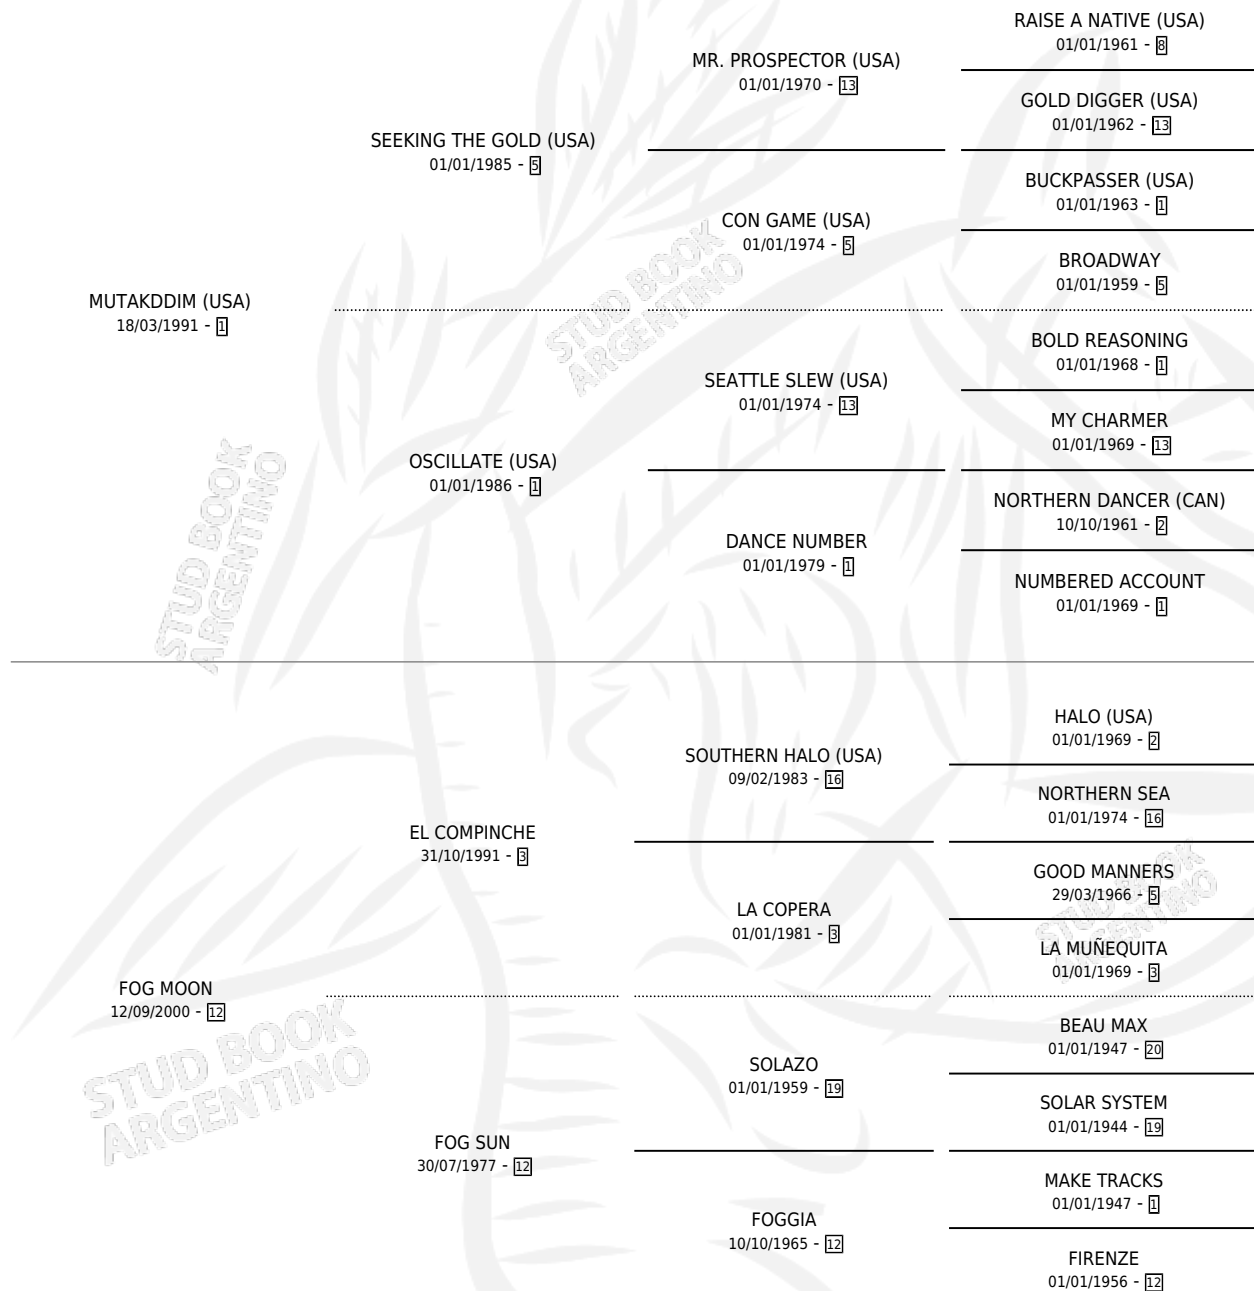 RAISE A NATIVE (USA)
01/01/1961 - 8
MR. PROSPECTOR (USA)
01/01/1970 - 13
GOLD DIGGER (USA)
01/01/1962 - 13
SEEKING THE GOLD (USA)
01/01/1985 - 5
BUCKPASSER (USA)
01/01/1963 - 1
CON GAME (USA)
01/01/1974 - 5
BROADWAY
01/01/1959 - 5
MUTAKDDIM (USA)
18/03/1991 - 1
BOLD REASONING
01/01/1968 - 1
SEATTLE SLEW (USA)
01/01/1974 - 13
MY CHARMER
01/01/1969 - 13
OSCILLATE (USA)
01/01/1986 - 1
NORTHERN DANCER (CAN)
10/10/1961 - 2
DANCE NUMBER
01/01/1979 - 1
NUMBERED ACCOUNT
01/01/1969 - 1
HALO (USA)
01/01/1969 - 2
SOUTHERN HALO (USA)
09/02/1983 - 16
NORTHERN SEA
01/01/1974 - 16
EL COMPINCHE
31/10/1991 - 3
GOOD MANNERS
29/03/1966 - 5
LA COPERA
01/01/1981 - 3
LA MUÑEQUITA
01/01/1969 - 3
FOG MOON
12/09/2000 - 12
BEAU MAX
01/01/1947 - 20
SOLAZO
01/01/1959 - 19
SOLAR SYSTEM
01/01/1944 - 19
FOG SUN
30/07/1977 - 12
MAKE TRACKS
01/01/1947 - 1
FOGGIA
10/10/1965 - 12
FIRENZE
01/01/1956 - 12
STUD BOOK
ARGENTINO
STUD BOOK
ARGENTINO
STUD BOOK
ARGENTINO
STUD BOOK
ARGENTINO